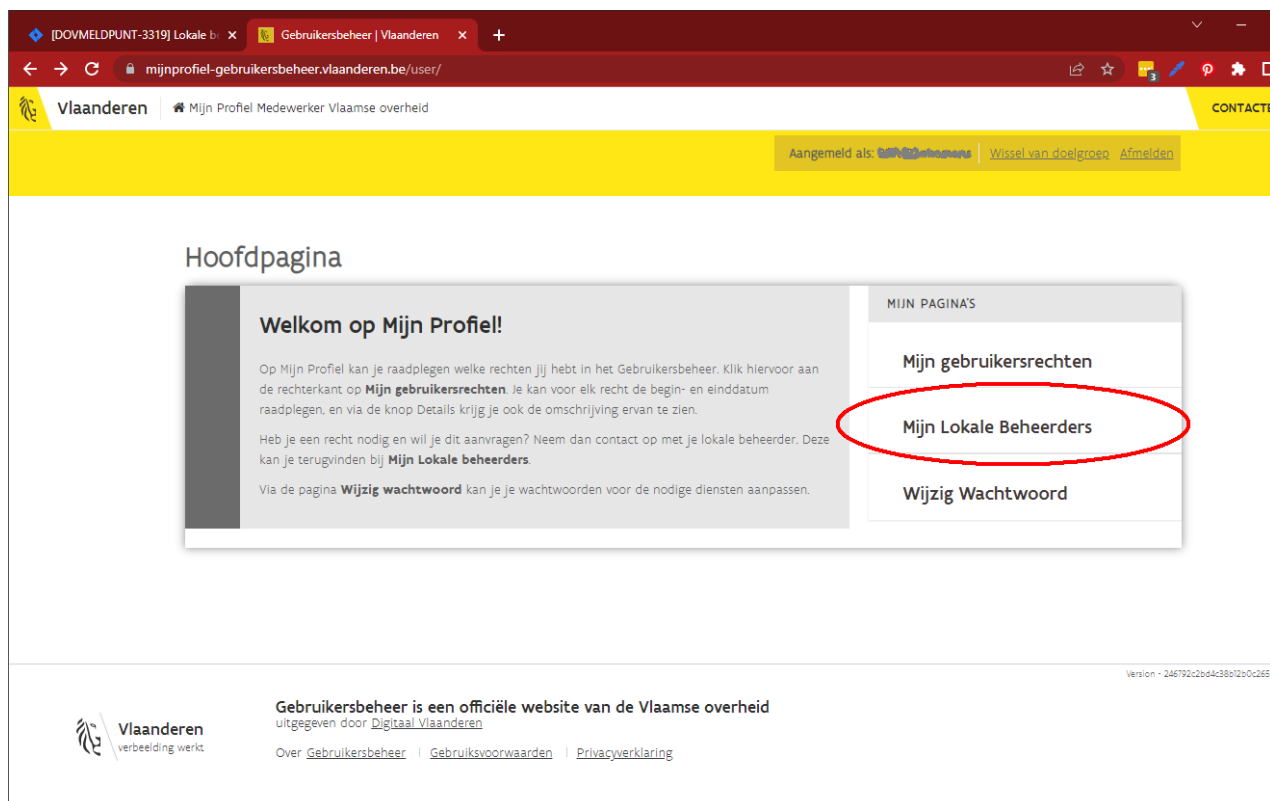 [DOVMELDPUNT-3319] Lokale b
Gebruikersbeheer | Vlaanderen
mijnprofiel-gebruikersbeheer.vlaanderen.be/user/
3
Vlaanderen
Mijn Profiel Medewerker Vlaamse overheid
CONTACTE
Aangemeld als:
Wissel van doelgroep
Afmelden
Hoofdpagina
Welkom op Mijn Profiel!
Op Mijn Profiel kan je raadplegen welke rechten jij hebt in het Gebruikersbeheer. Klik hiervoor aan
de rechterkant op Mijn gebruikersrechten. Je kan voor elk recht de begin- en einddatum
raadplegen, en via de knop Details krijg je ook de omschrijving ervan te zien.
Heb je een recht nodig en wil je dit aanvragen? Neem dan contact op met je lokale beheerder. Deze
kan je terugvinden bij Mijn Lokale beheerders.
Via de pagina Wijzig wachtwoord kan je je wachtwoorden voor de nodige diensten aanpassen.
MIJN PAGINA'S
Mijn gebruikersrechten
Mijn Lokale Beheerders
Wijzig Wachtwoord
Version - 246792c2bd4c38b12b0c265
Vlaanderen
verbeelding werkt
Gebruikersbeheer is een officiële website van de Vlaamse overheid
uitgegeven door Digitaal Vlaanderen
Over Gebruikersbeheer | Gebruiksvoorwaarden | Privacyverklaring